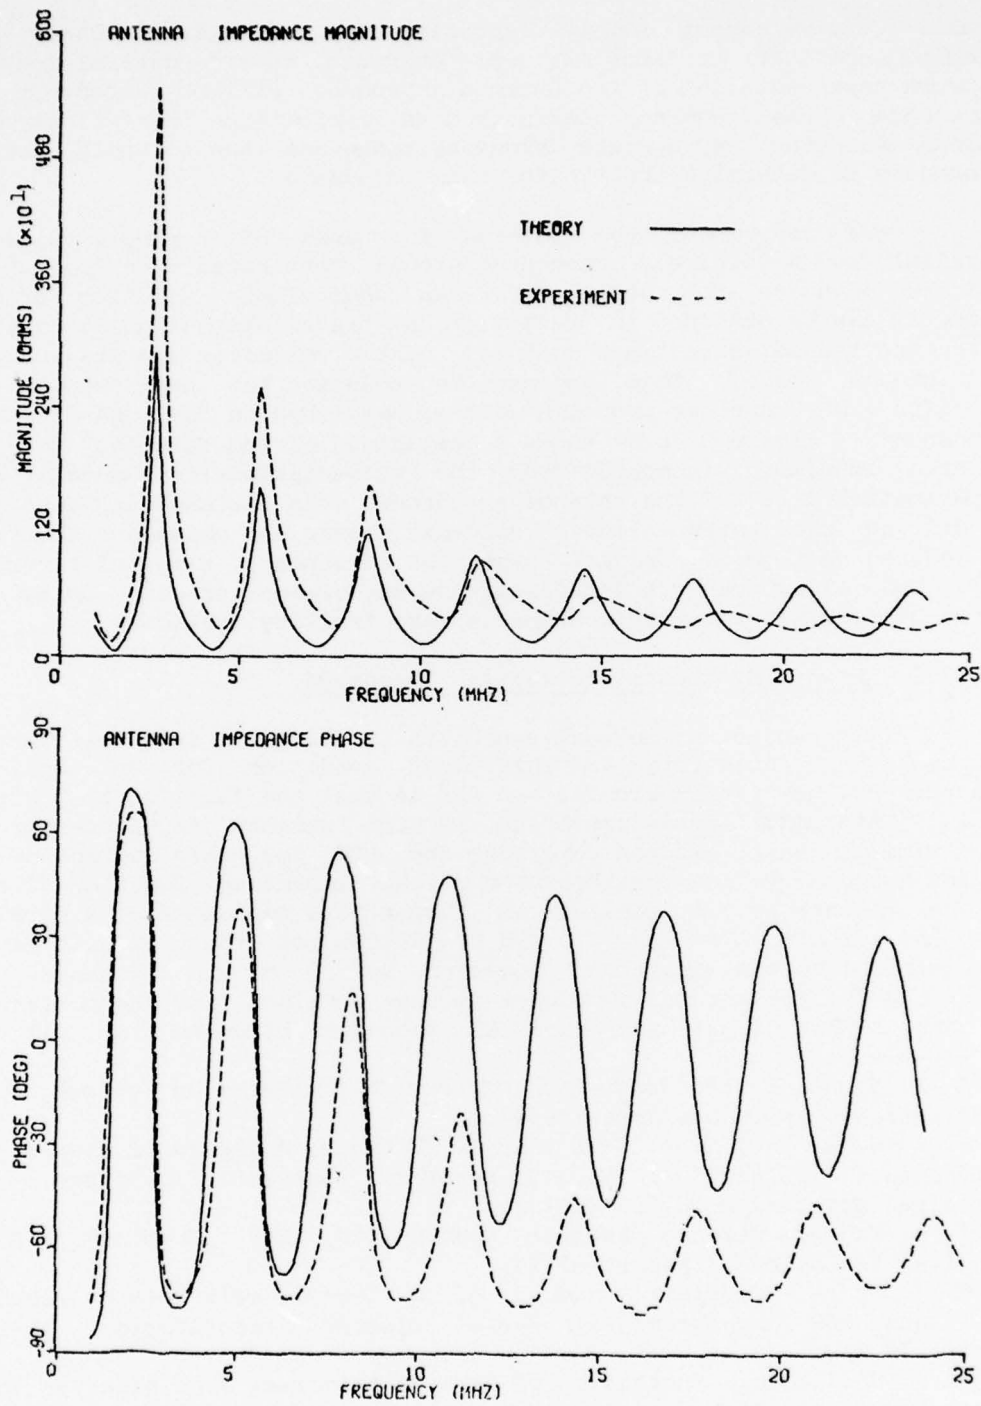 ANTENNA IMPEDANCE MAGNITUDE
600
480
360
240
120
0
MAGNITUDE (OHMS) (x10^1)
THEORY
EXPERIMENT
0 5 10 15 20 25
FREQUENCY (MHZ)
ANTENNA IMPEDANCE PHASE
90
60
30
0
-30
-60
-90
PHASE (DEG)
0 5 10 15 20 25
FREQUENCY (MHZ)